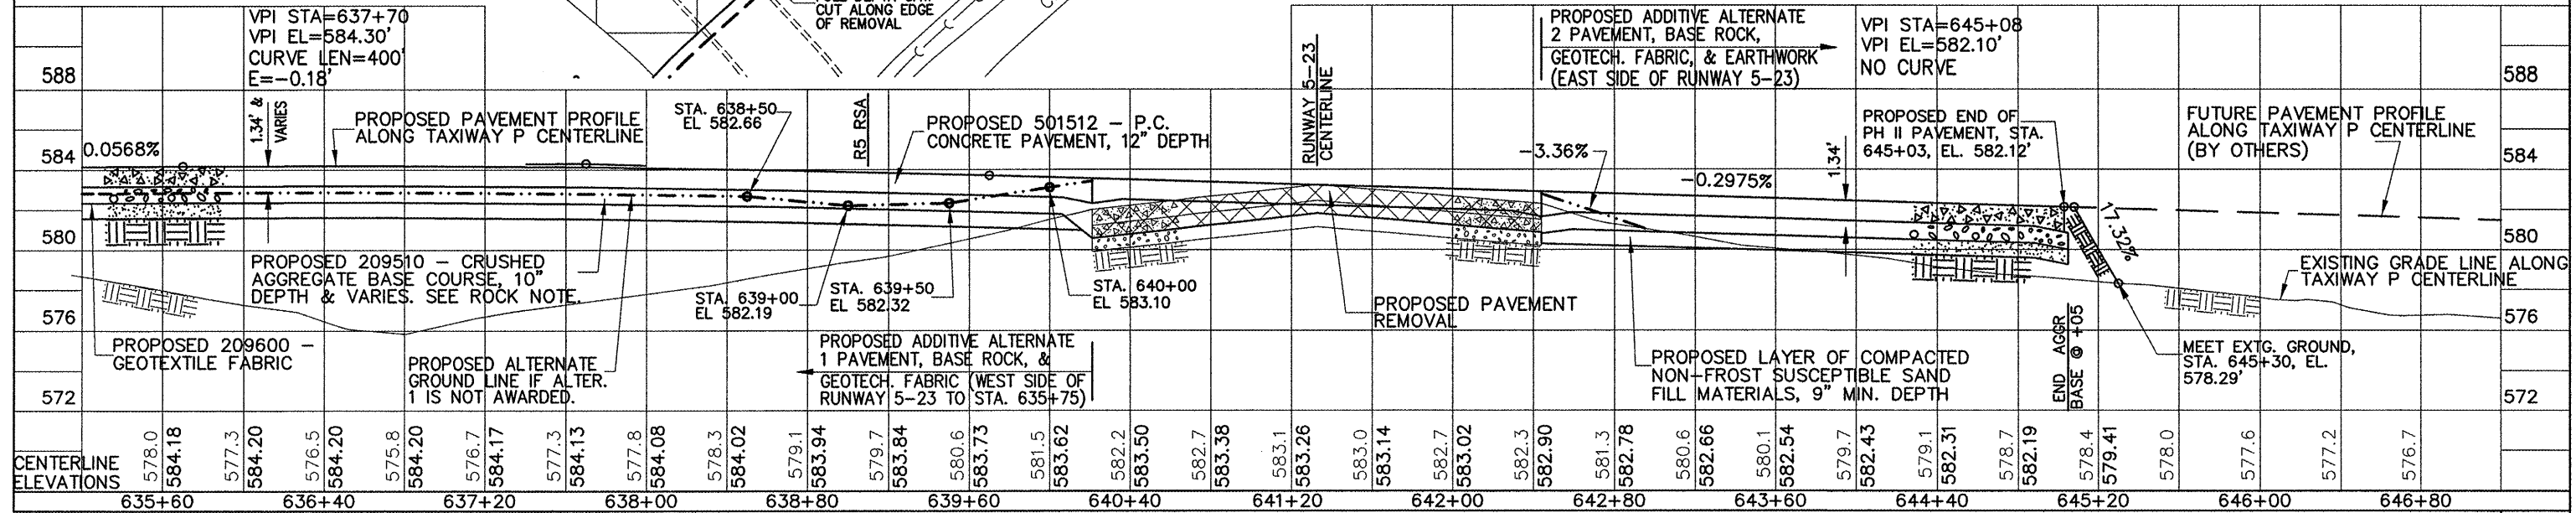 VPI STA=637+70
VPI EL=584.30'
CURVE LEN=400'
E=-0.18'
CUT ALONG EDGE
OF REMOVAL
PROPOSED ADDITIVE ALTERNATE
2 PAVEMENT, BASE ROCK,
GEOTECH. FABRIC, & EARTHWORK
(EAST SIDE OF RUNWAY 5-23)
VPI STA=645+08
VPI EL=582.10'
NO CURVE
588
588
1.34' &
VARIES
PROPOSED PAVEMENT PROFILE
ALONG TAXIWAY P CENTERLINE
STA. 638+50
EL 582.66
R5 RSA
PROPOSED 501512 - P.C.
CONCRETE PAVEMENT, 12" DEPTH
RUNWAY 5-23
CENTERLINE
-3.36%
1.34'
PROPOSED END OF
PH II PAVEMENT, STA.
645+03, EL. 582.12'
FUTURE PAVEMENT PROFILE
ALONG TAXIWAY P CENTERLINE
(BY OTHERS)
584
0.0568%
584
-0.2975%
17.32%
580
580
PROPOSED 209510 - CRUSHED
AGGREGATE BASE COURSE, 10"
DEPTH & VARIES. SEE ROCK NOTE.
STA. 639+00
EL 582.19
STA. 639+50
EL 582.32
STA. 640+00
EL 583.10
PROPOSED PAVEMENT
REMOVAL
EXISTING GRADE LINE ALONG
TAXIWAY P CENTERLINE
576
576
PROPOSED 209600 -
GEOTEXTILE FABRIC
PROPOSED ALTERNATE
GROUND LINE IF ALTER.
1 IS NOT AWARDED.
PROPOSED ADDITIVE ALTERNATE
1 PAVEMENT, BASE ROCK, &
GEOTECH. FABRIC (WEST SIDE OF
RUNWAY 5-23 TO STA. 635+75)
PROPOSED LAYER OF COMPACTED
NON-FROST SUSCEPTIBLE SAND
FILL MATERIALS, 9" MIN. DEPTH
END AGGR
BASE @ +05
MEET EXTG. GROUND,
STA. 645+30, EL.
578.29'
572
572
CENTERLINE
ELEVATIONS
578.0
584.18
577.3
584.20
576.5
584.20
575.8
584.20
576.7
584.17
577.3
584.13
577.8
584.08
578.3
584.02
579.1
583.94
579.7
583.84
580.6
583.73
581.5
583.62
582.2
583.50
582.7
583.38
583.1
583.26
583.0
583.14
582.7
583.02
582.3
582.90
581.3
582.78
580.6
582.66
580.1
582.54
579.7
582.43
579.1
582.31
578.7
582.19
578.4
579.41
578.0
577.6
577.2
576.7
635+60
636+40
637+20
638+00
638+80
639+60
640+40
641+20
642+00
642+80
643+60
644+40
645+20
646+00
646+80